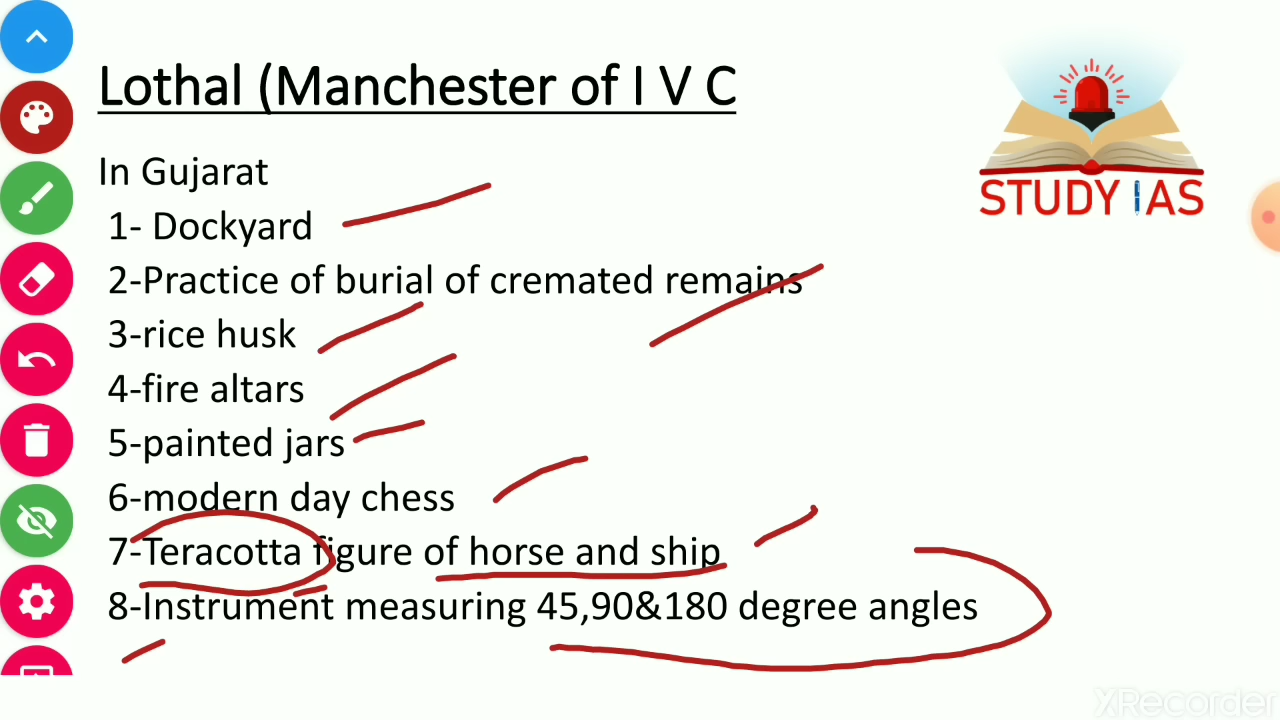 Lothal (Manchester of I V C
In Gujarat
1- Dockyard
2-Practice of burial of cremated remains
3-rice husk
4-fire altars
5-painted jars
6-modern day chess
7-Teracotta figure of horse and ship
8-Instrument measuring 45,90&180 degree angles
STUDY IAS
XRecorder